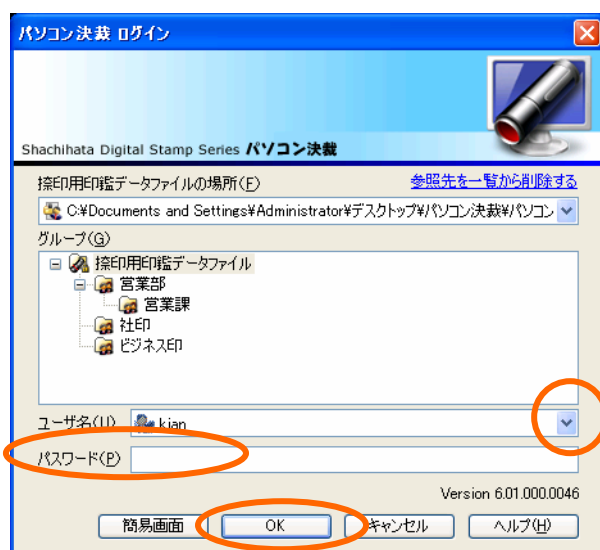 パソコン決裁 ログイン
Shachihata Digital Stamp Series パソコン決裁
捺印用印鑑データファイルの場所(F) 参照先を一覧から削除する
C:¥Documents and Settings¥Administrator¥デスクトップ¥パソコン決裁¥パソコン
グループ(G)
捺印用印鑑データファイル
営業部
営業課
社印
ビジネス印
ユーザ名(U) kian
パスワード(P)
Version 6.01.000.0046
簡易画面 OK キャンセル ヘルプ(H)